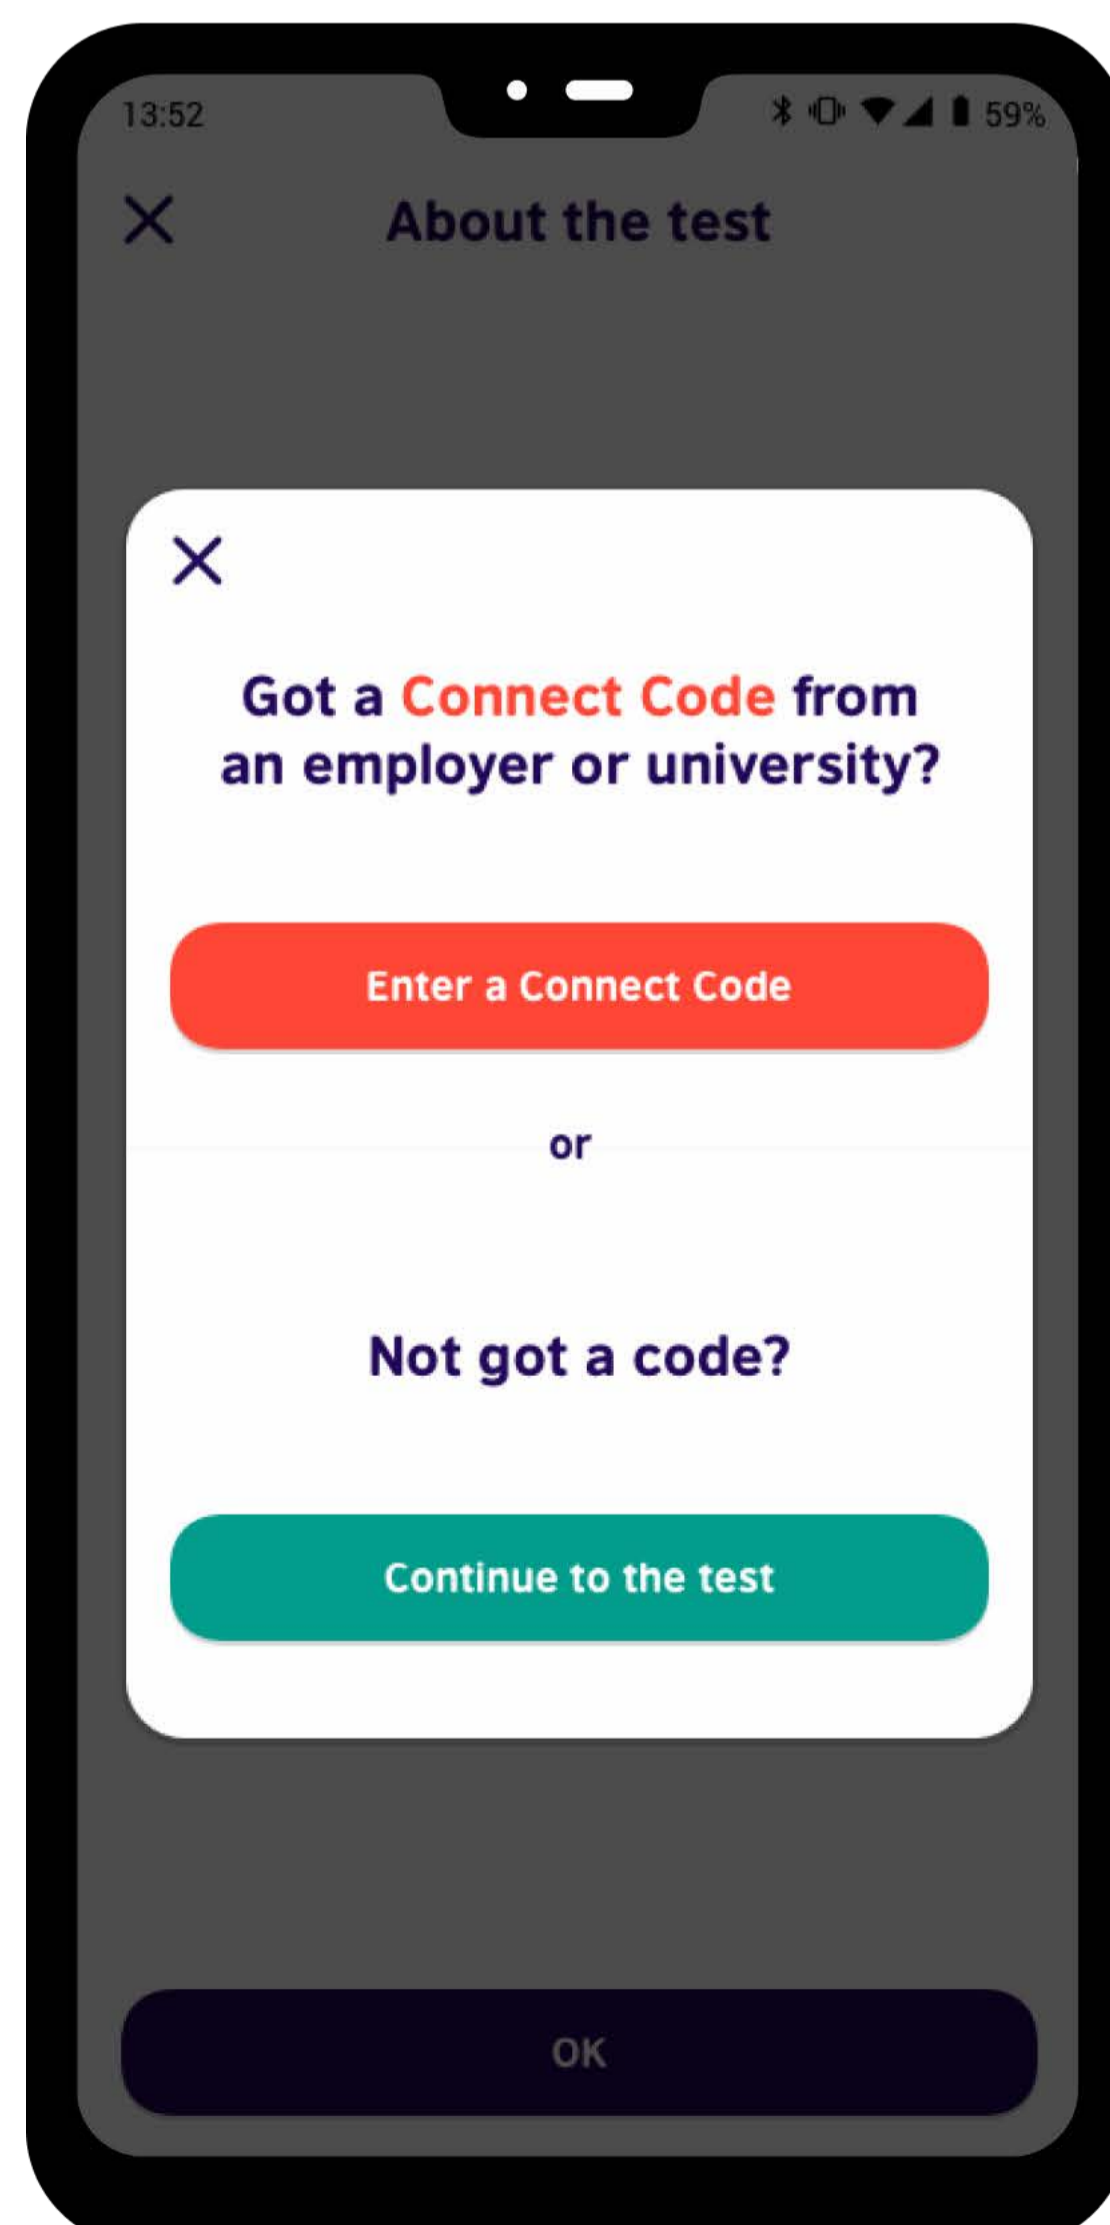 13:52
59%
About the test
Got a Connect Code from
an employer or university?
Enter a Connect Code
or
Not got a code?
Continue to the test
OK